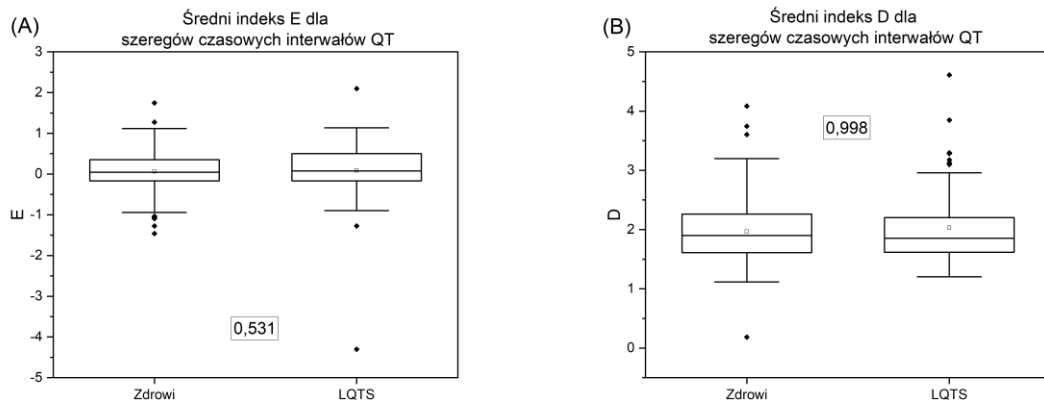 (A)
Średni indeks E dla
szeregów czasowych interwałów QT
3
2
1
0
-1
-2
-3
-4
-5
E
0,531
Zdrowi
LQTS
(B)
Średni indeks D dla
szeregów czasowych interwałów QT
5
4
3
2
1
0
D
0,998
Zdrowi
LQTS